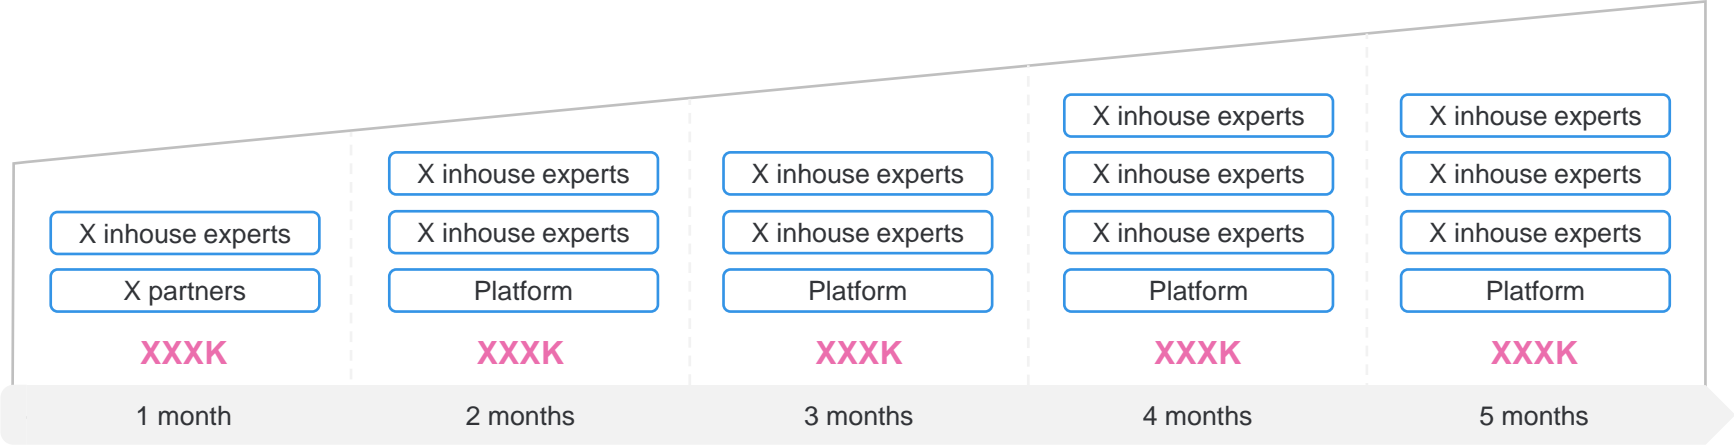 X inhouse experts
X partners
XXXK
1 month
X inhouse experts
X inhouse experts
Platform
XXXK
2 months
X inhouse experts
X inhouse experts
Platform
XXXK
3 months
X inhouse experts
X inhouse experts
X inhouse experts
Platform
XXXK
4 months
X inhouse experts
X inhouse experts
X inhouse experts
Platform
XXXK
5 months